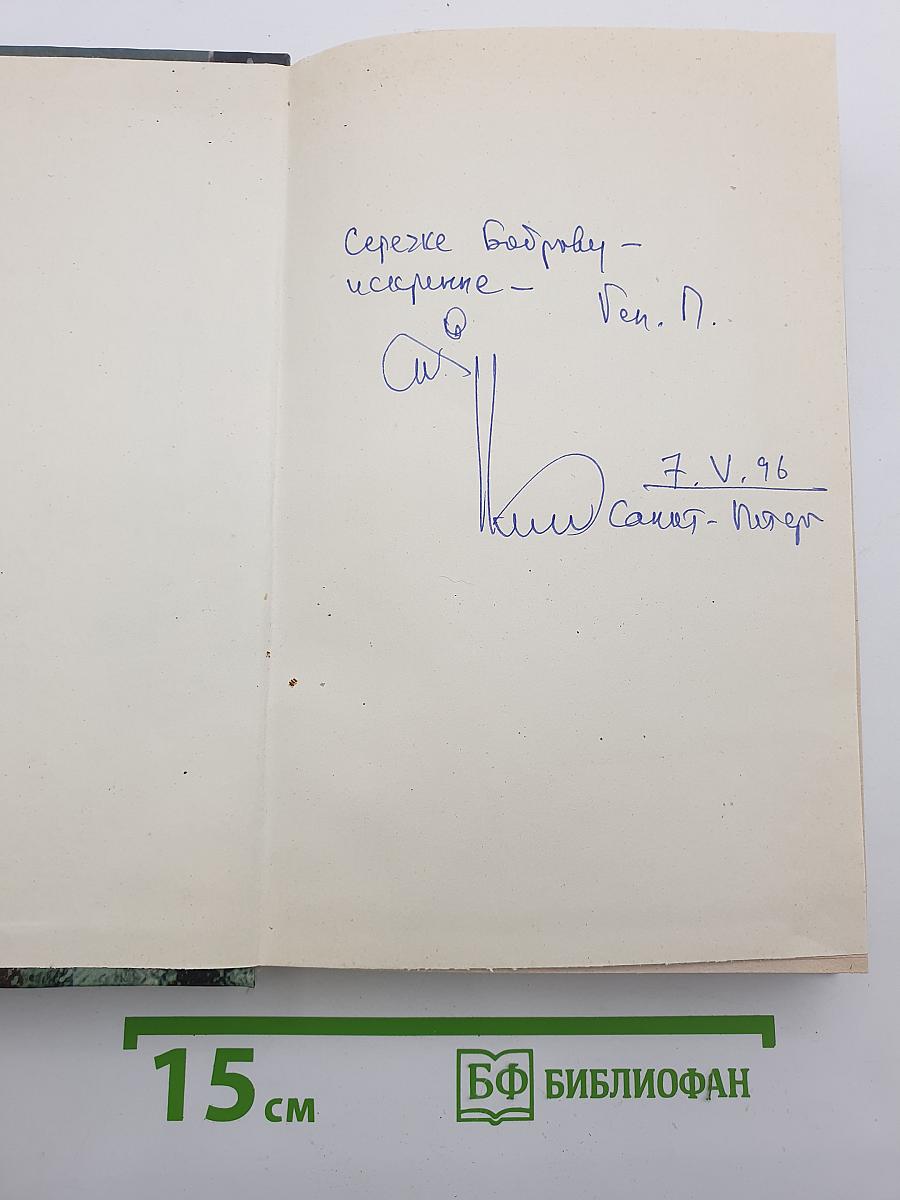 Сереже Боброву –
искренне –
Ген. П.
7.V.96
Санкт-Петерб
15 см
БФ БИБЛИОФАН